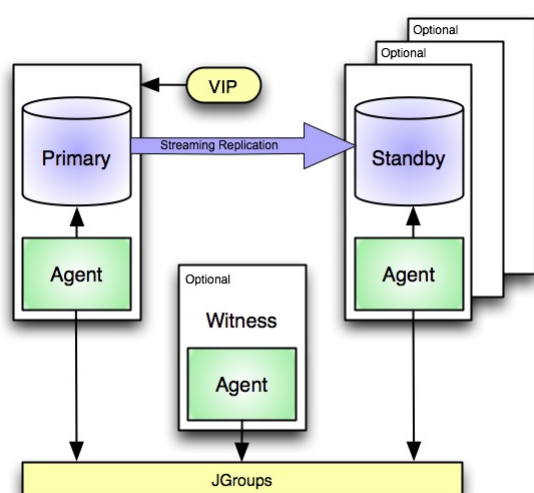 Optional
Optional
VIP
Primary
Streaming Replication
Standby
Agent
Agent
Optional
Witness
Agent
JGroups